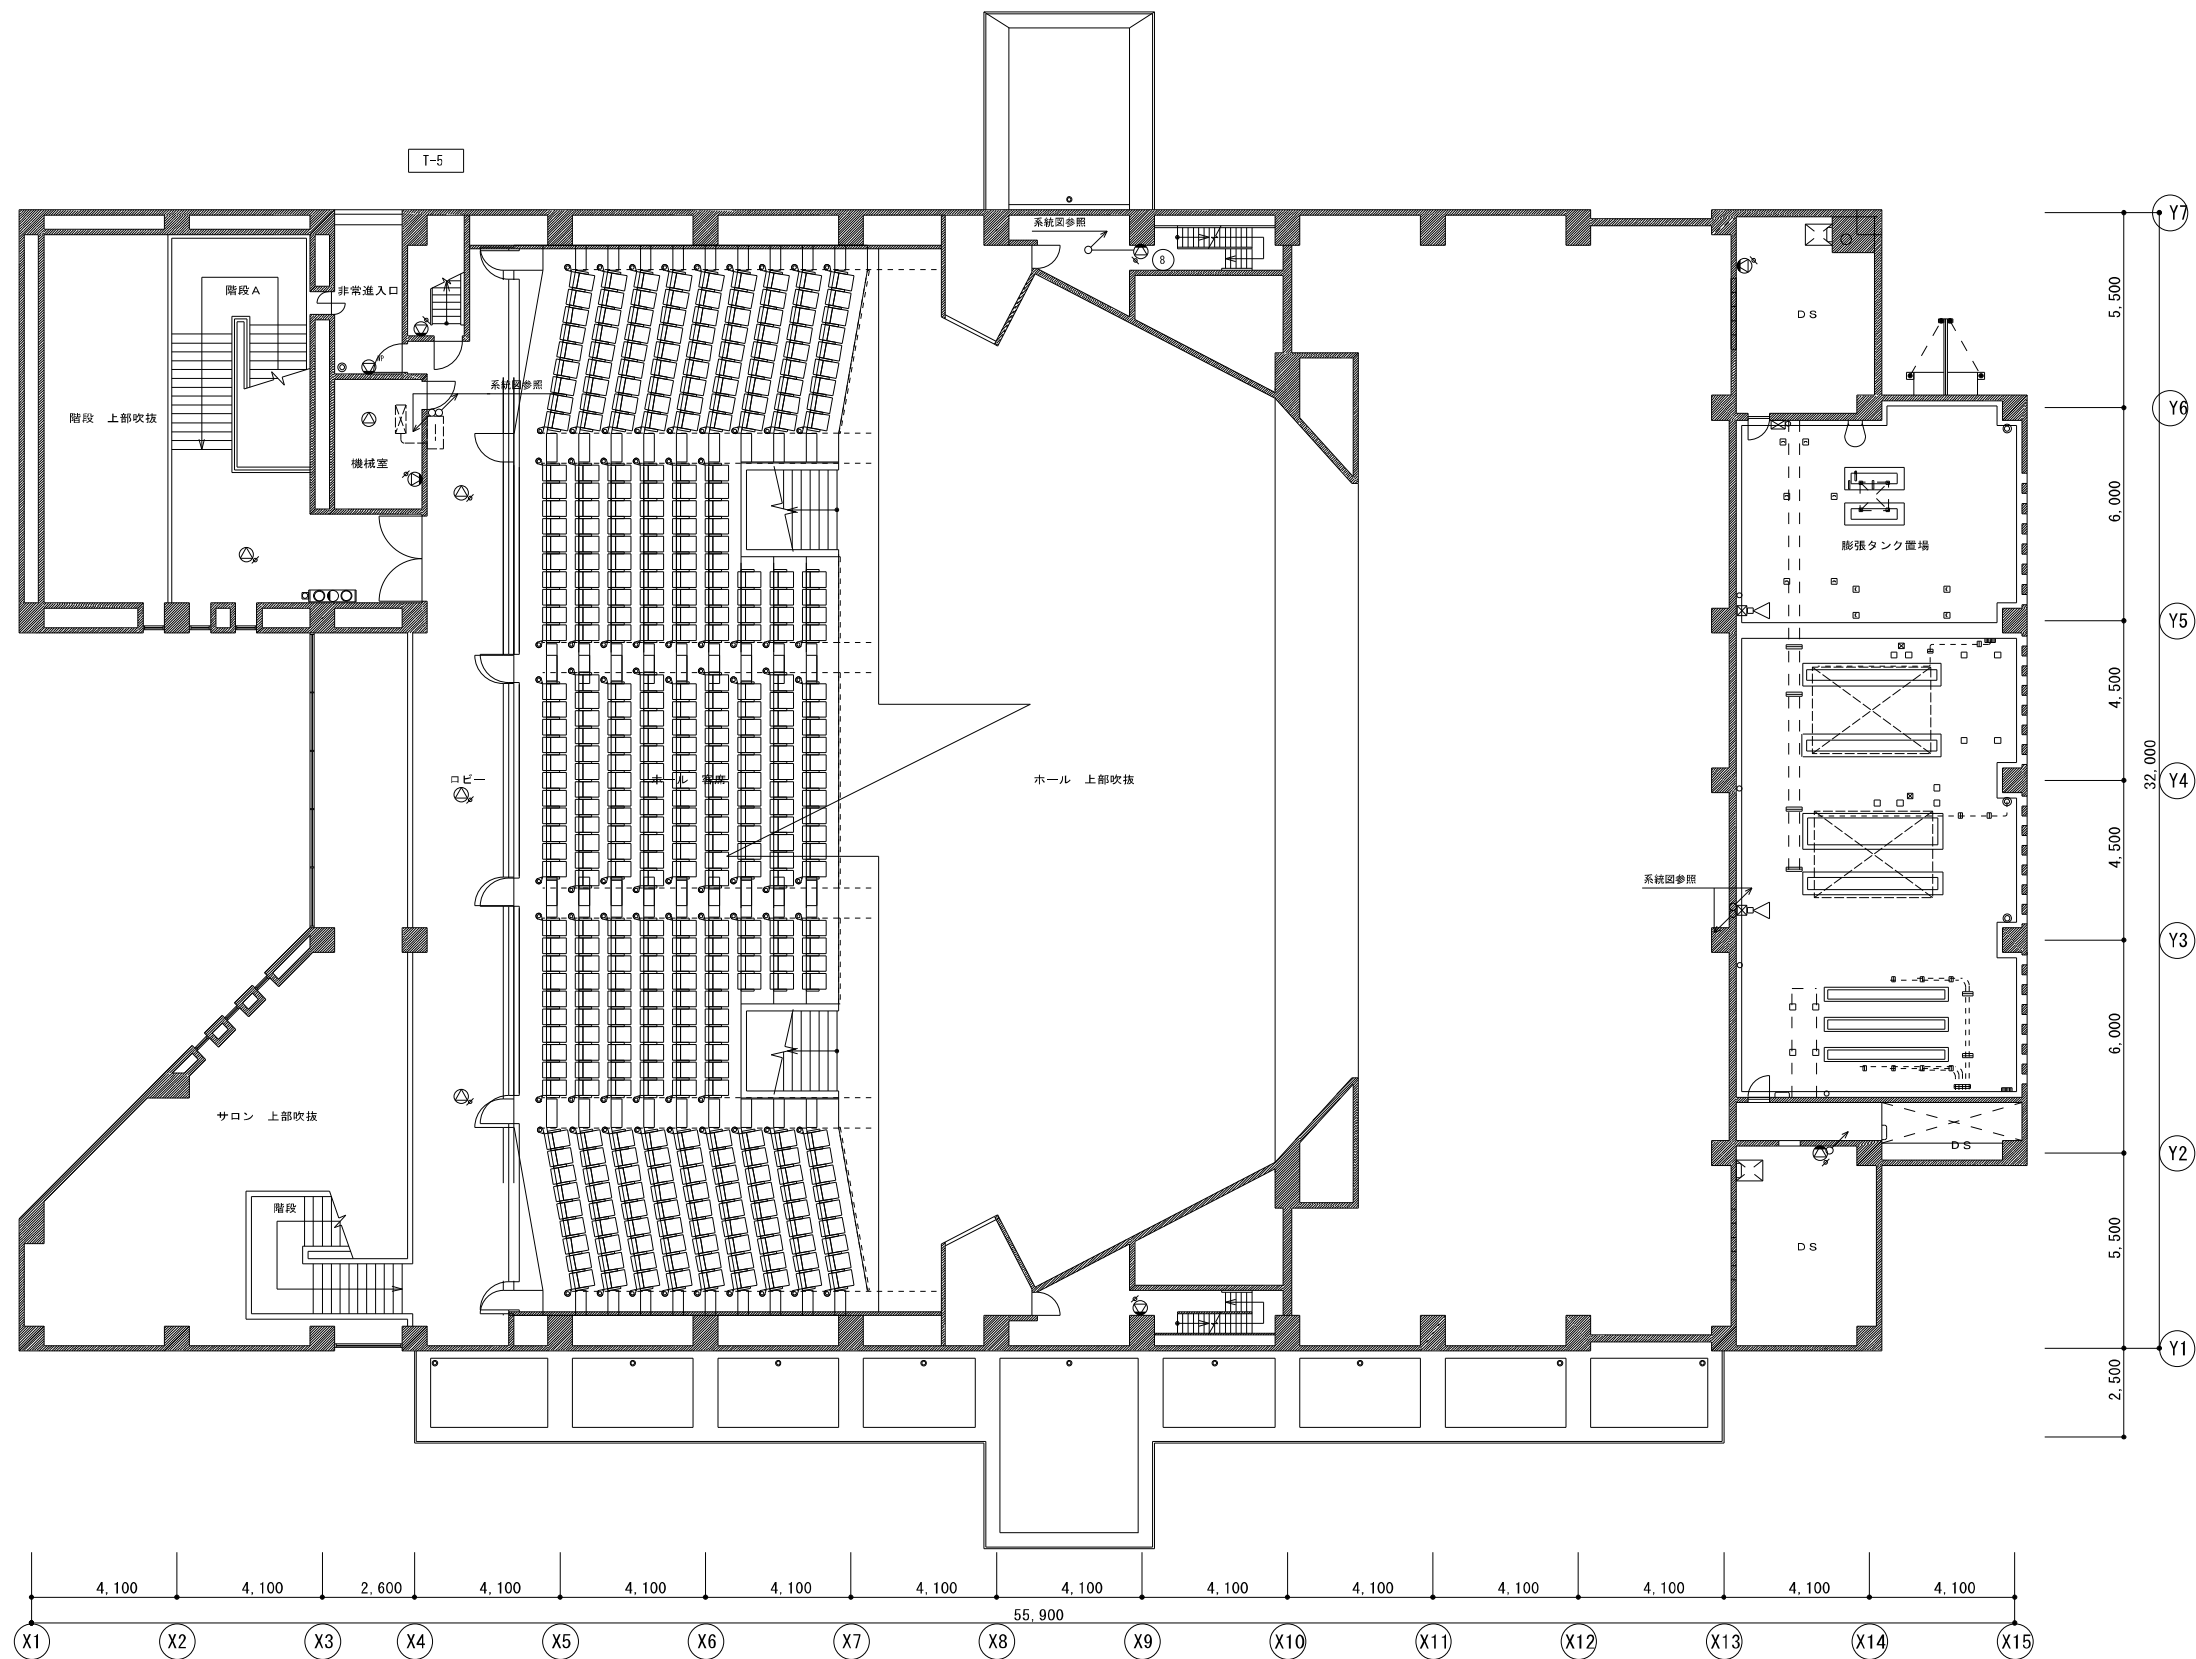 T-5
Y7
系統図参照
8
階段A
非常進入口
DS
5,500
系統図参照
Y6
階段 上部吹抜
機械室
6,000
膨張タンク置場
Y5
4,500
ロビー
ホール 客席
ホール 上部吹抜
32,000
Y4
4,500
系統図参照
Y3
6,000
サロン 上部吹抜
DS
Y2
階段
DS
5,500
Y1
2,500
4,100
4,100
2,600
4,100
4,100
4,100
4,100
4,100
4,100
4,100
4,100
4,100
4,100
4,100
55,900
X1
X2
X3
X4
X5
X6
X7
X8
X9
X10
X11
X12
X13
X14
X15